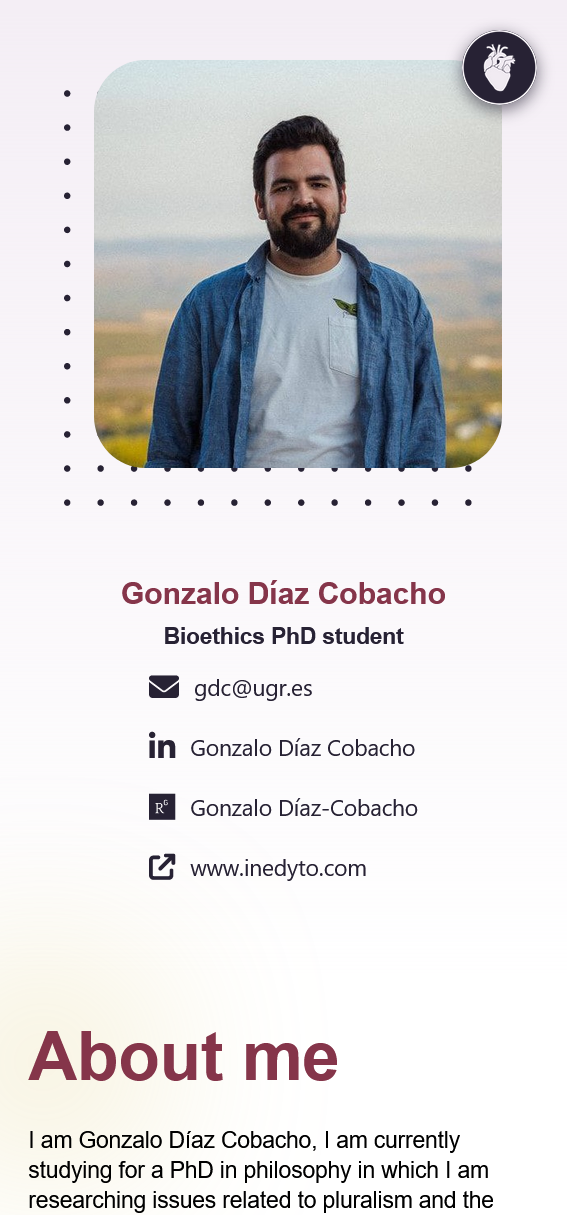 Gonzalo Díaz Cobacho
Bioethics PhD student
gdc@ugr.es
in Gonzalo Díaz Cobacho
RG Gonzalo Díaz-Cobacho
www.inedyto.com
About me
I am Gonzalo Díaz Cobacho, I am currently
studying for a PhD in philosophy in which I am
researching issues related to pluralism and the